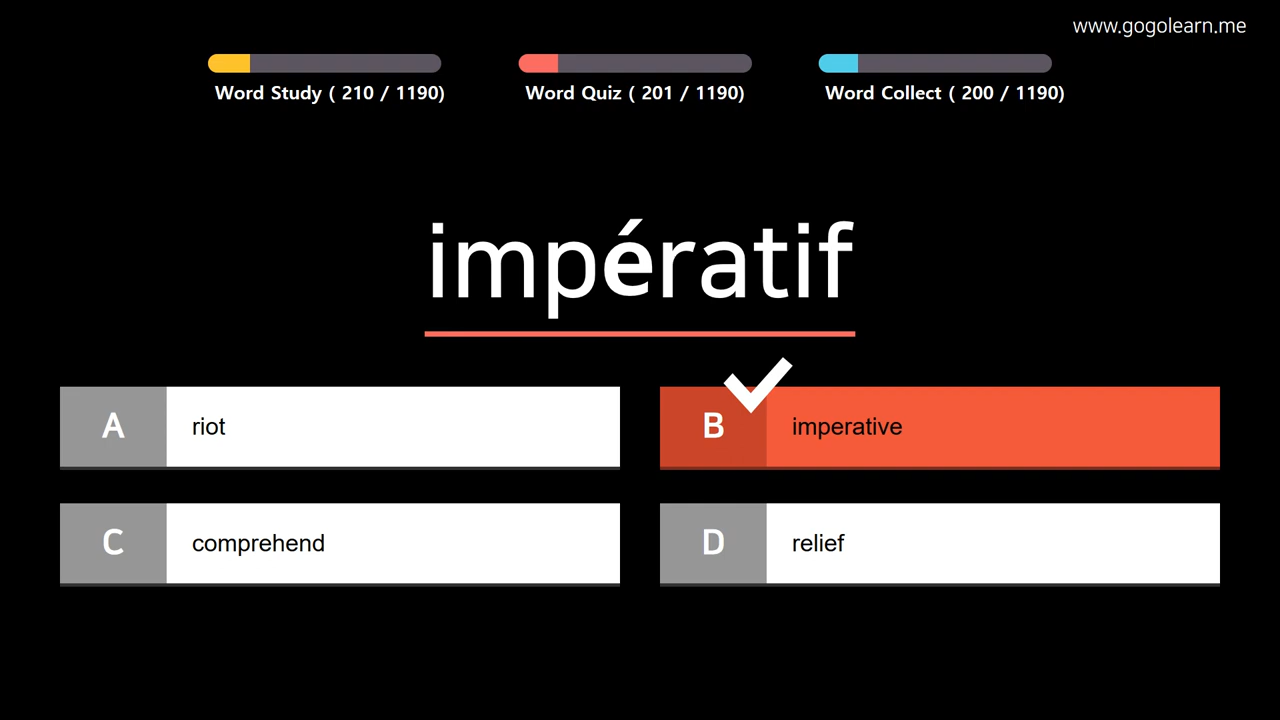 www.gogolearn.me
Word Study ( 210 / 1190)
Word Quiz ( 201 / 1190)
Word Collect ( 200 / 1190)
impératif
A riot
B imperative
C comprehend
D relief